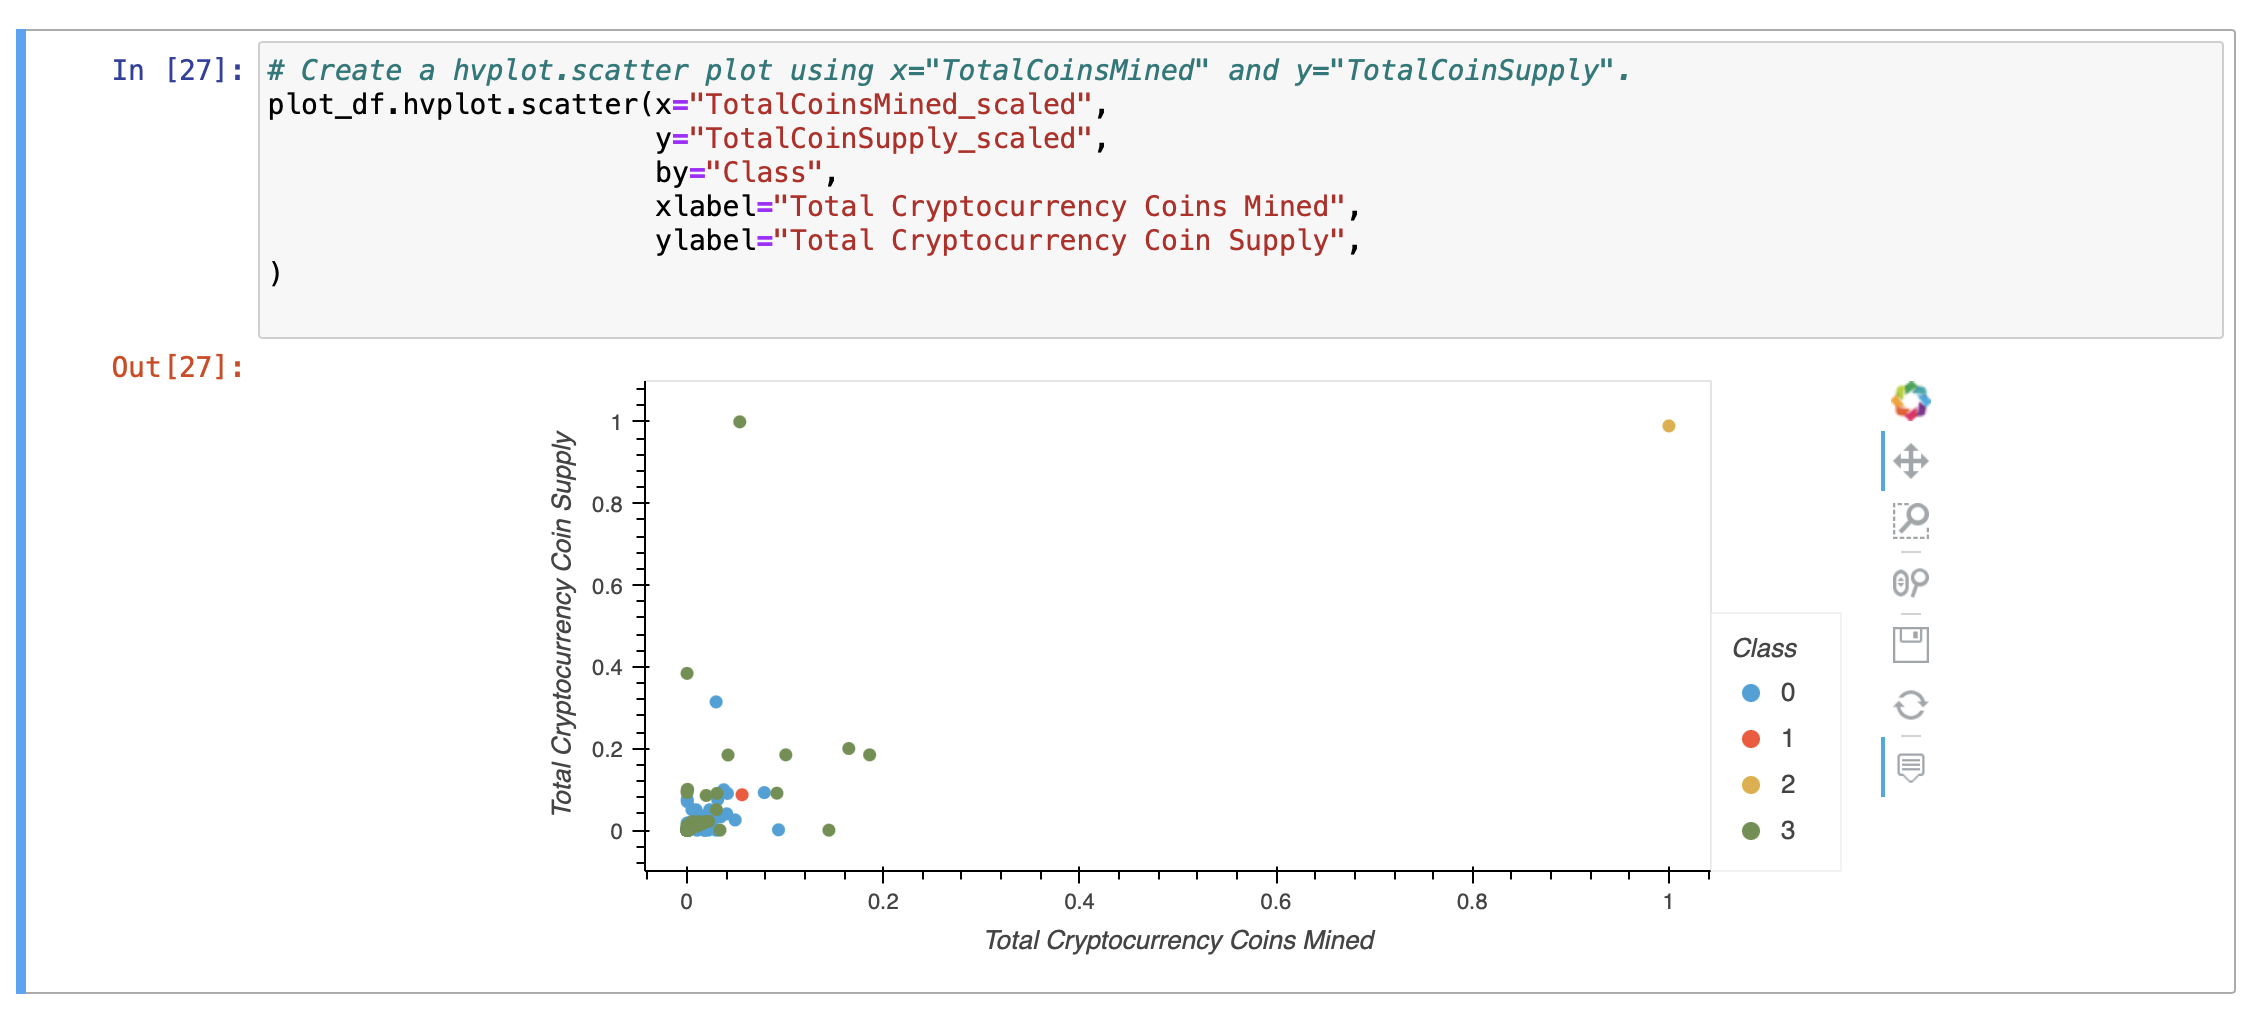 In [27]: # Create a hvplot.scatter plot using x="TotalCoinsMined" and y="TotalCoinSupply".
plot_df.hvplot.scatter(x="TotalCoinsMined_scaled",
y="TotalCoinSupply_scaled",
by="Class",
xlabel="Total Cryptocurrency Coins Mined",
ylabel="Total Cryptocurrency Coin Supply",
)
Out[27]:
Total Cryptocurrency Coin Supply
1
0.8
0.6
0.4
0.2
0
0 0.2 0.4 0.6 0.8 1
Total Cryptocurrency Coins Mined
Class
0
1
2
3